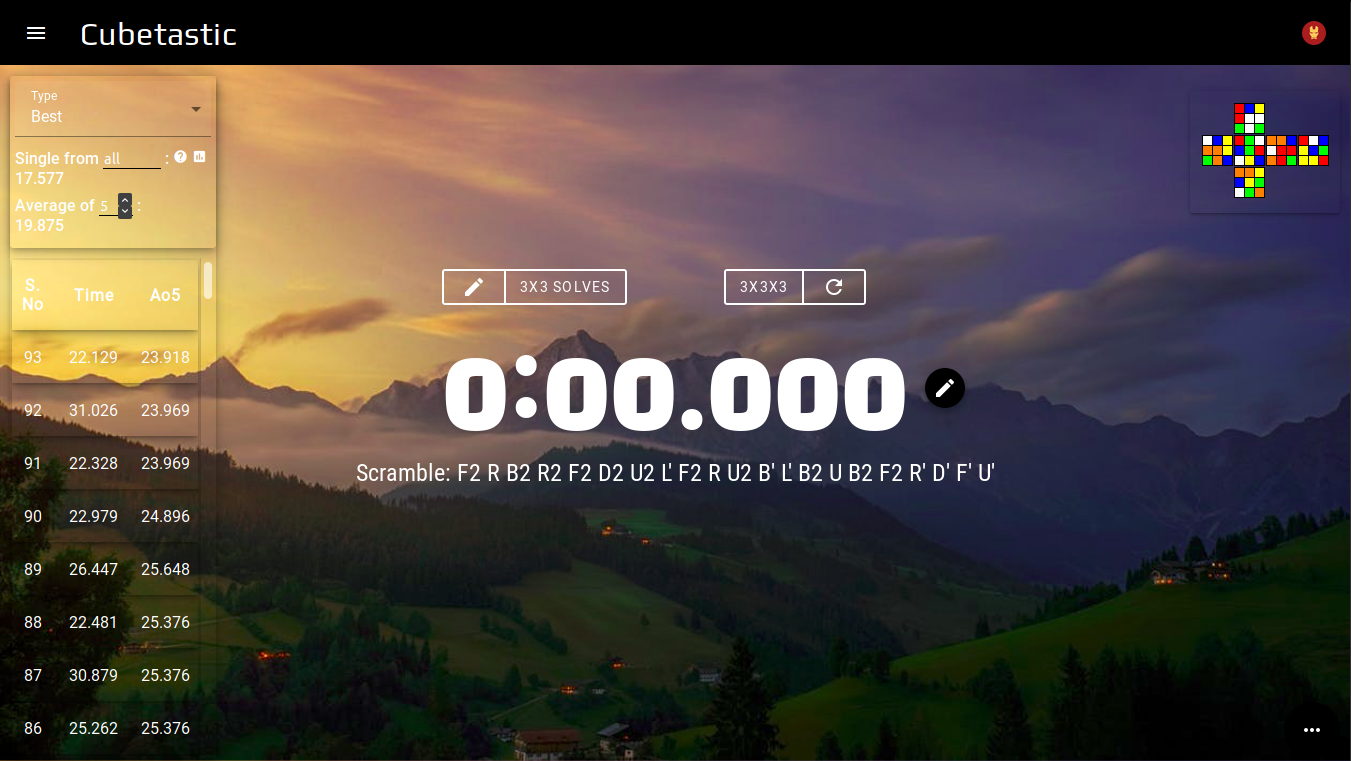 Cubetastic
Type
Best
Single from all :
17.577
Average of 5 :
19.875
S. No Time Ao5
93 22.129 23.918
92 31.026 23.969
91 22.328 23.969
90 22.979 24.896
89 26.447 25.648
88 22.481 25.376
87 30.879 25.376
86 25.262 25.376
3X3 SOLVES
3X3X3
0:00.000
Scramble: F2 R B2 R2 F2 D2 U2 L' F2 R U2 B' L' B2 U B2 F2 R' D' F' U'